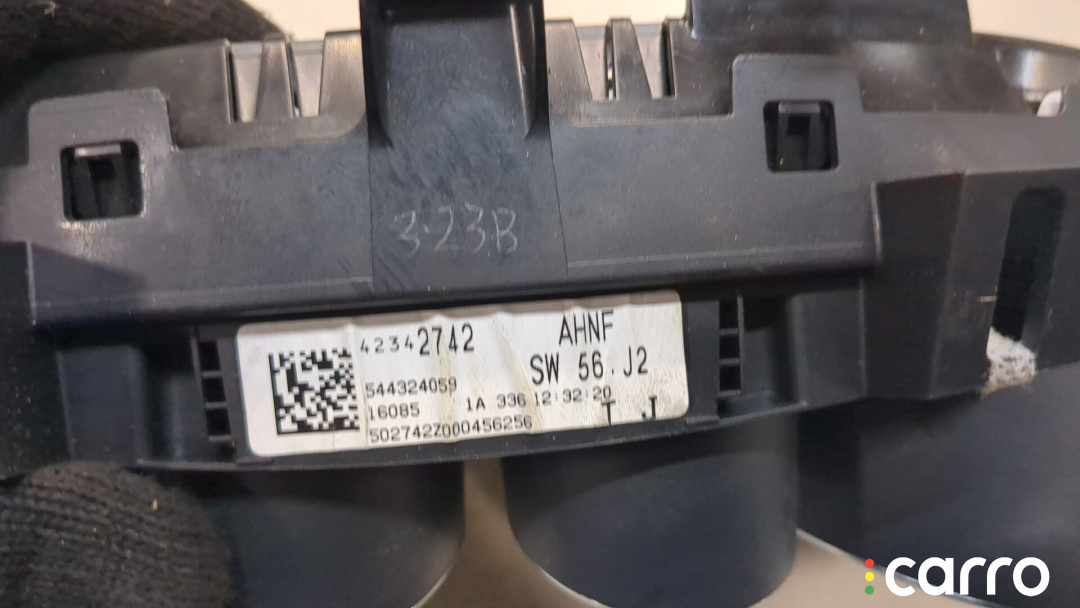 3·23B
42342742
AHNF
SW 56.J2
544324059
16085
1A 336 12:32:20
T J
502742Z000456256
carro